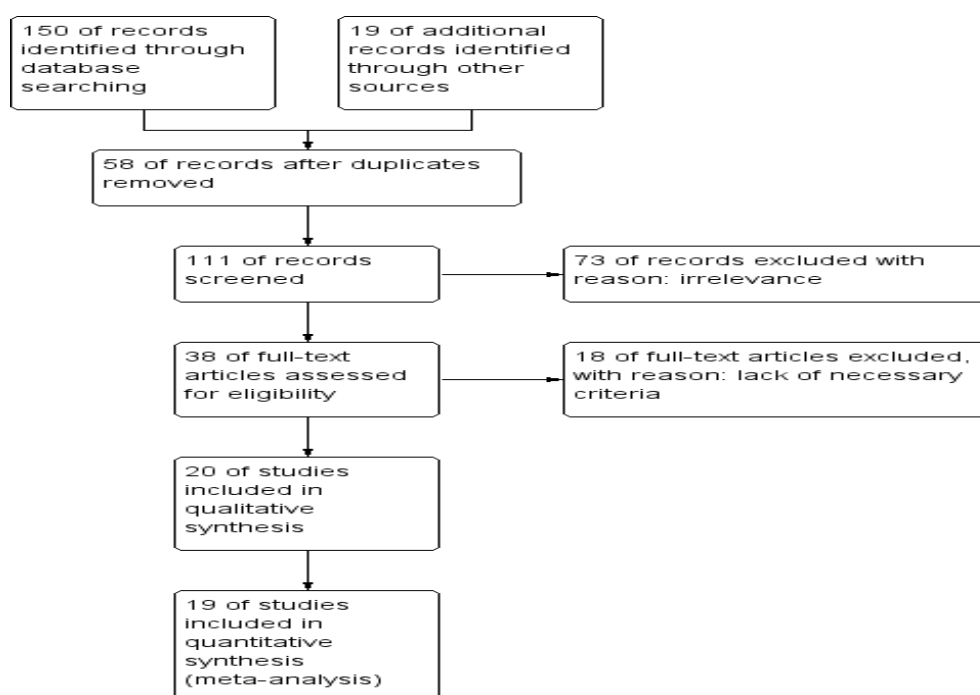 150 of records
identified through
database
searching
19 of additional
records identified
through other
sources
58 of records after duplicates
removed
111 of records
screened
73 of records excluded with
reason: irrelevance
38 of full-text
articles assessed
for eligibility
18 of full-text articles excluded,
with reason: lack of necessary
criteria
20 of studies
included in
qualitative
synthesis
19 of studies
included in
quantitative
synthesis
(meta-analysis)